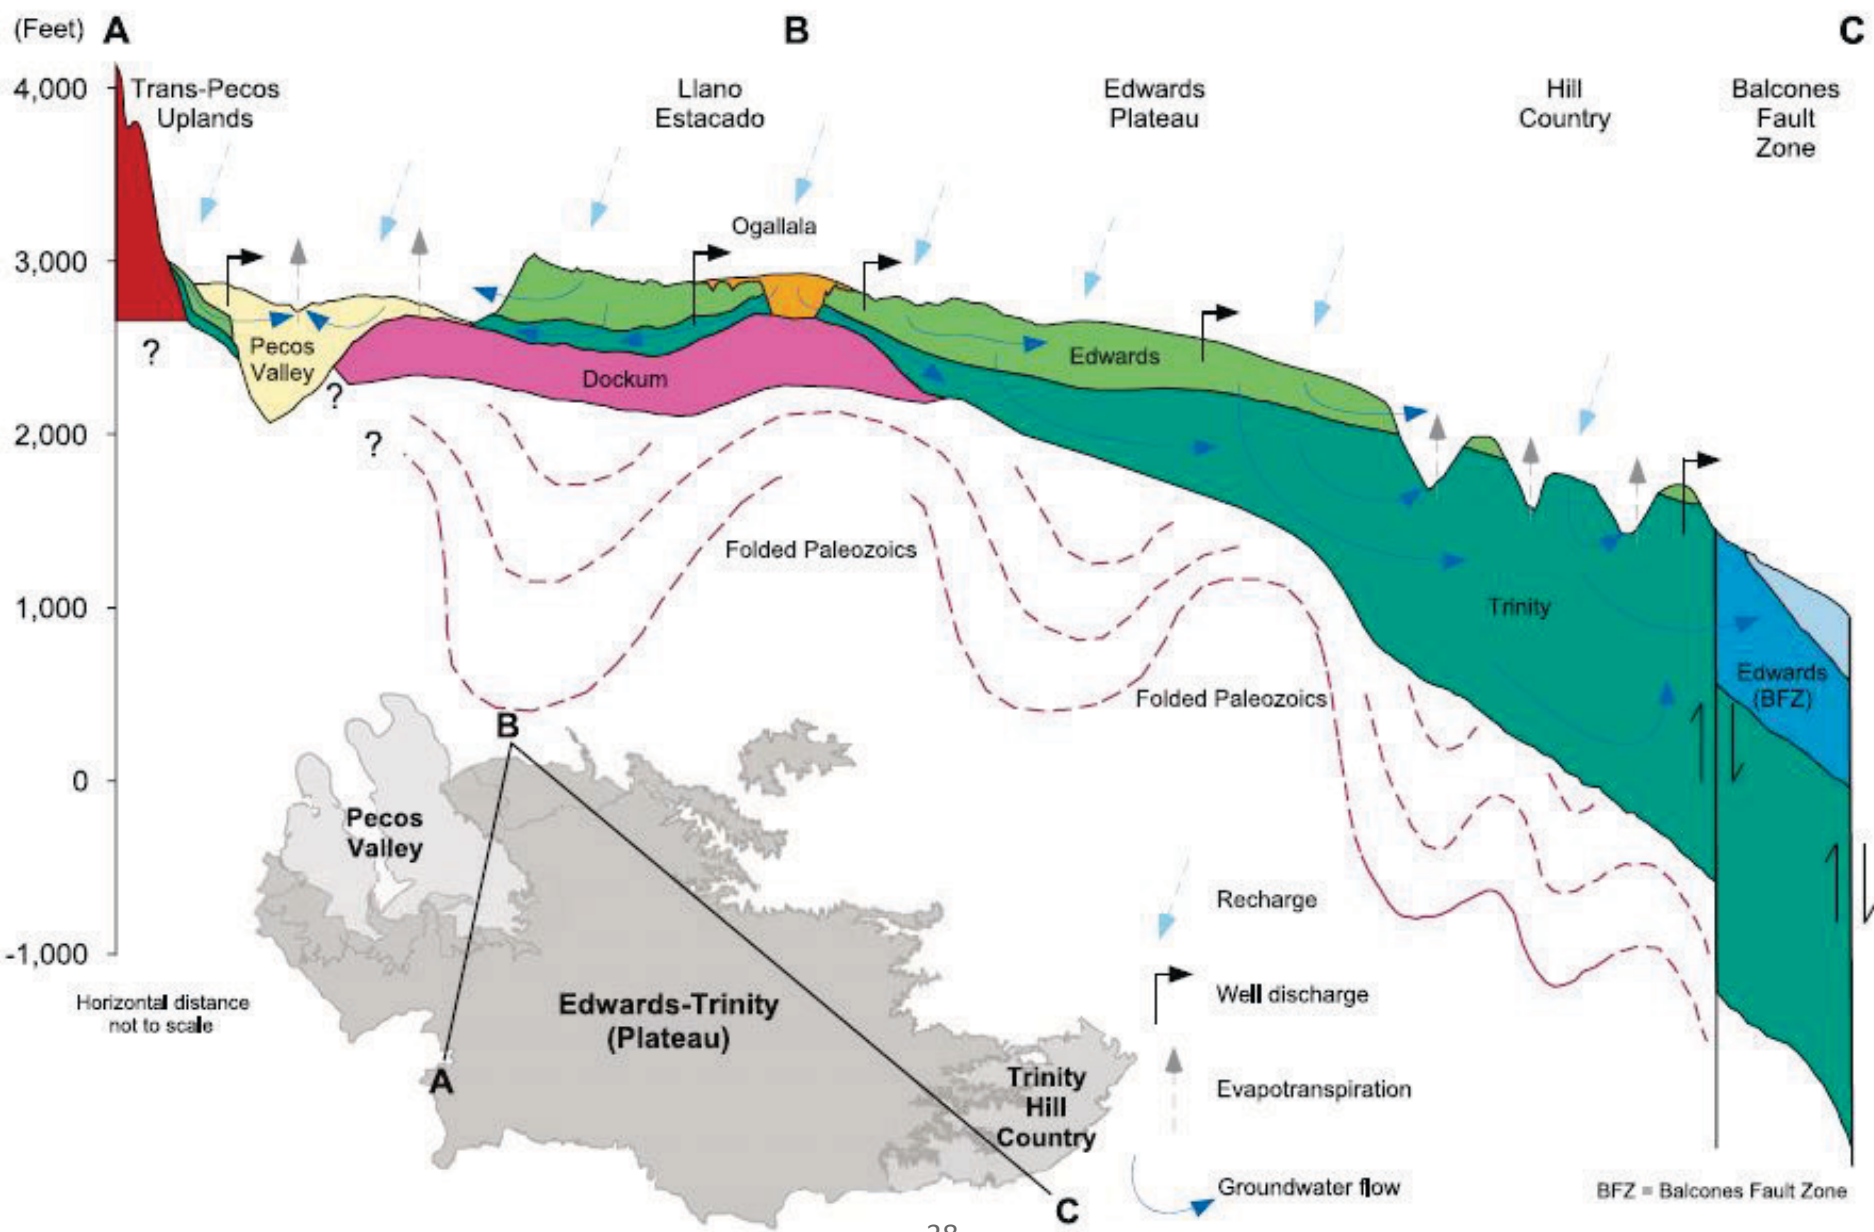 (Feet)
A
B
C
4,000
3,000
2,000
1,000
0
-1,000
Trans-Pecos
Uplands
Llano
Estacado
Edwards
Plateau
Hill
Country
Balcones
Fault
Zone
Ogallala
?
Pecos
Valley
?
?
Dockum
Edwards
Trinity
Edwards
(BFZ)
Folded Paleozoics
Folded Paleozoics
B
Pecos
Valley
Edwards-Trinity
(Plateau)
A
Trinity
Hill
Country
C
Horizontal distance
not to scale
Recharge
Well discharge
Evapotranspiration
Groundwater flow
BFZ = Balcones Fault Zone